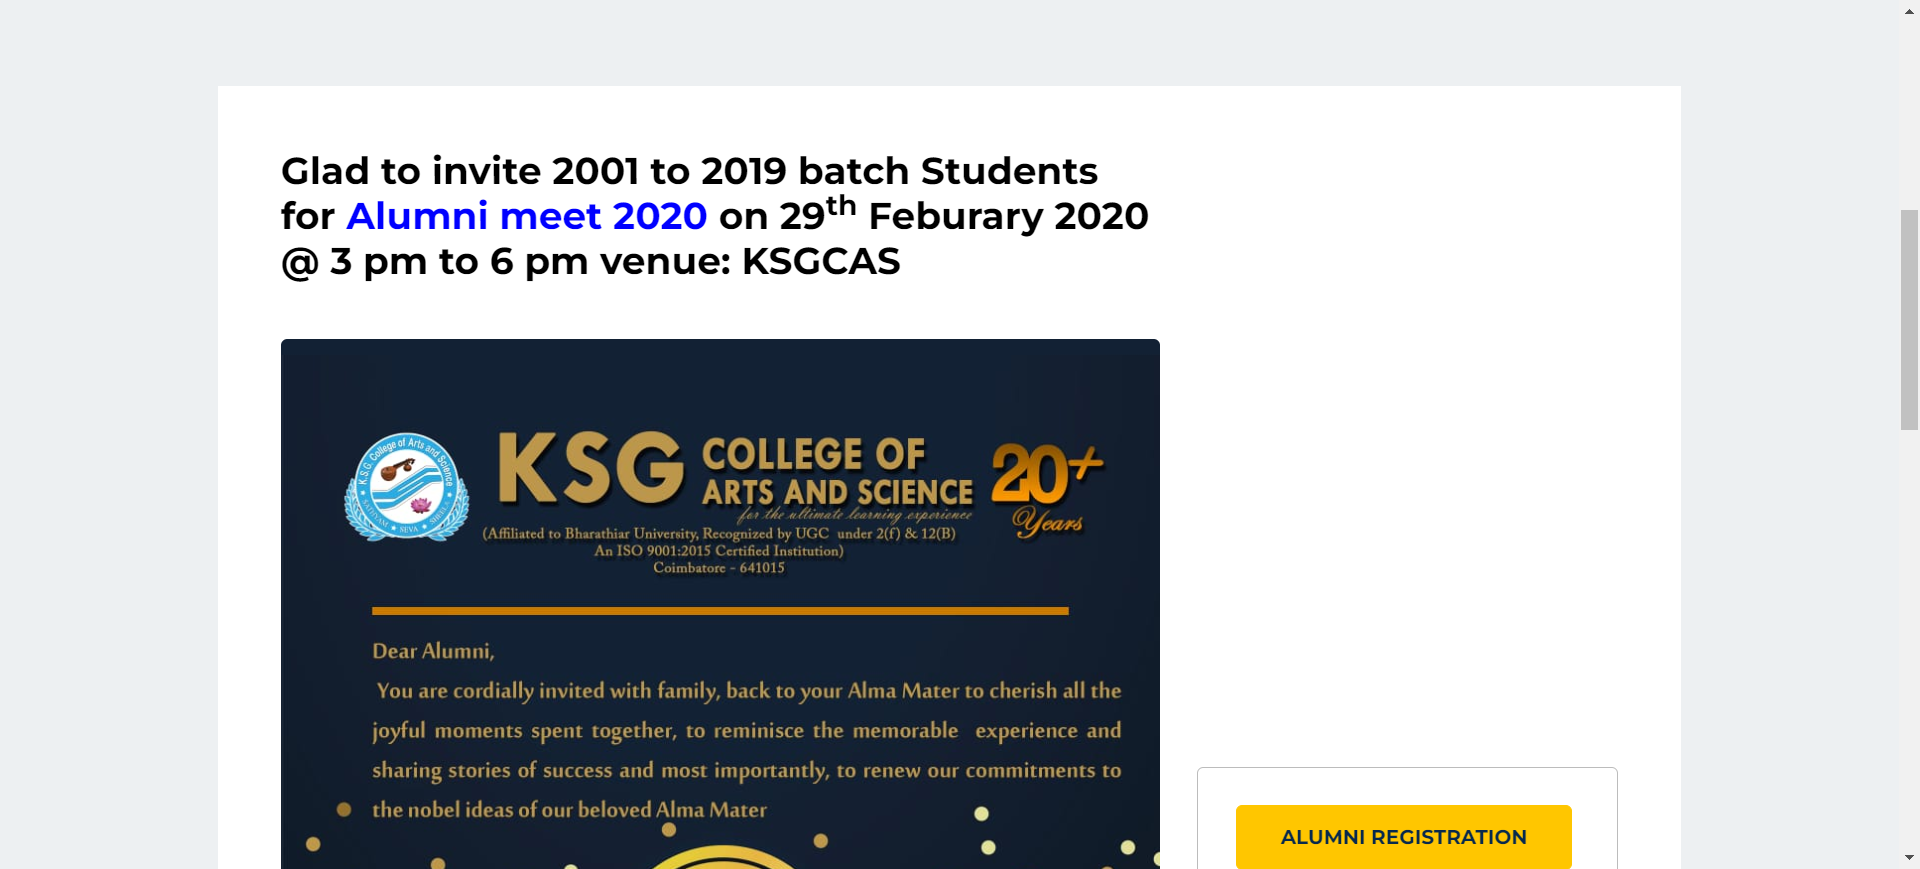 Glad to invite 2001 to 2019 batch Students
for Alumni meet 2020 on 29th Feburary 2020
@ 3 pm to 6 pm venue: KSGCAS
K.S.G. College of Arts and Science
SATHYAM ★ SEVA ★ SHEELA
KSG COLLEGE OF
ARTS AND SCIENCE
for the ultimate learning experience
20+
Years
(Affiliated to Bharathiar University, Recognized by UGC under 2(f) & 12(B)
An ISO 9001:2015 Certified Institution)
Coimbatore - 641015
Dear Alumni,
You are cordially invited with family, back to your Alma Mater to cherish all the
joyful moments spent together, to reminisce the memorable experience and
sharing stories of success and most importantly, to renew our commitments to
the nobel ideas of our beloved Alma Mater
ALUMNI REGISTRATION